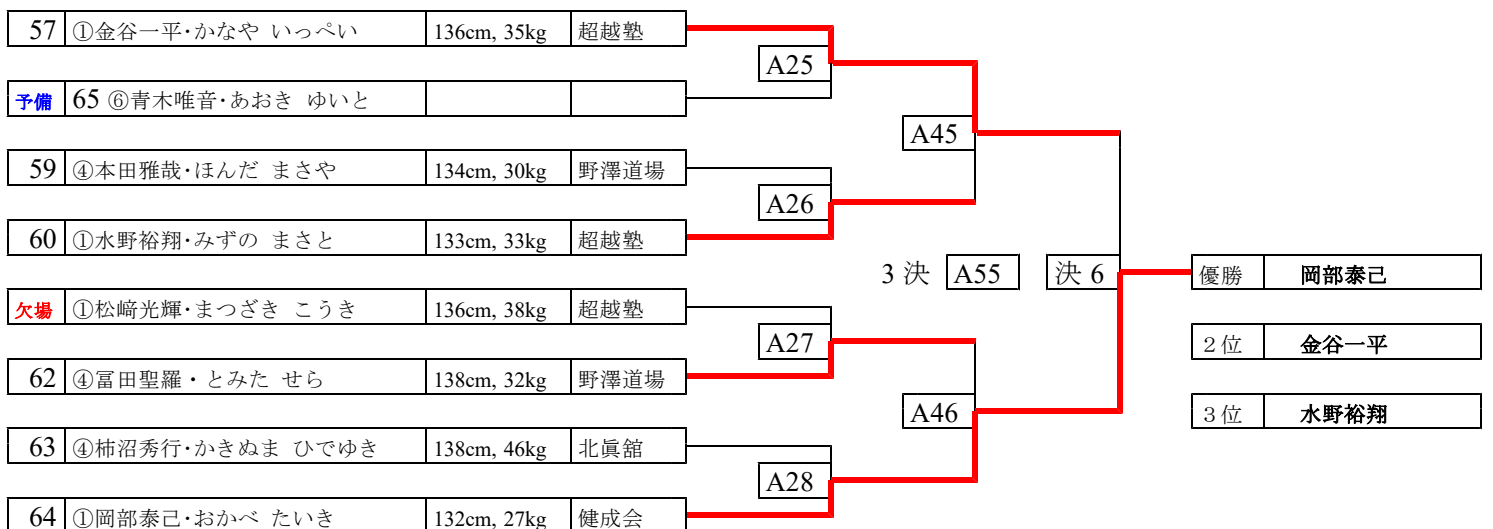 57 ①金谷一平･かなや いっぺい 136cm, 35kg 超越塾
A25
予備 65 ⑥青木唯音･あおき ゆいと
A45
59 ④本田雅哉･ほんだ まさや 134cm, 30kg 野澤道場
A26
60 ①水野裕翔･みずの まさと 133cm, 33kg 超越塾
3 決 A55 決 6 優勝 岡部泰己
欠場 ①松﨑光輝･まつざき こうき 136cm, 38kg 超越塾
A27 2位 金谷一平
62 ④冨田聖羅・とみた せら 138cm, 32kg 野澤道場
A46 3位 水野裕翔
63 ④柿沼秀行･かきぬま ひでゆき 138cm, 46kg 北眞舘
A28
64 ①岡部泰己･おかべ たいき 132cm, 27kg 健成会